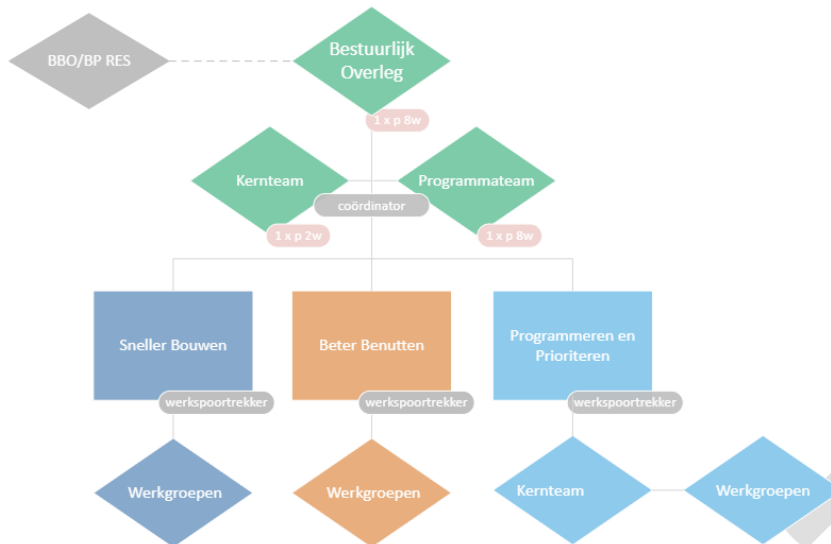 BBO/BP RES
Bestuurlijk
Overleg
1 x p 8w
Kernteam
Programmateam
coördinator
1 x p 2w
1 x p 8w
Sneller Bouwen
Beter Benutten
Programmeren en
Prioriteren
werkspoortrekker
werkspoortrekker
werkspoortrekker
Werkgroepen
Werkgroepen
Kernteam
Werkgroepen